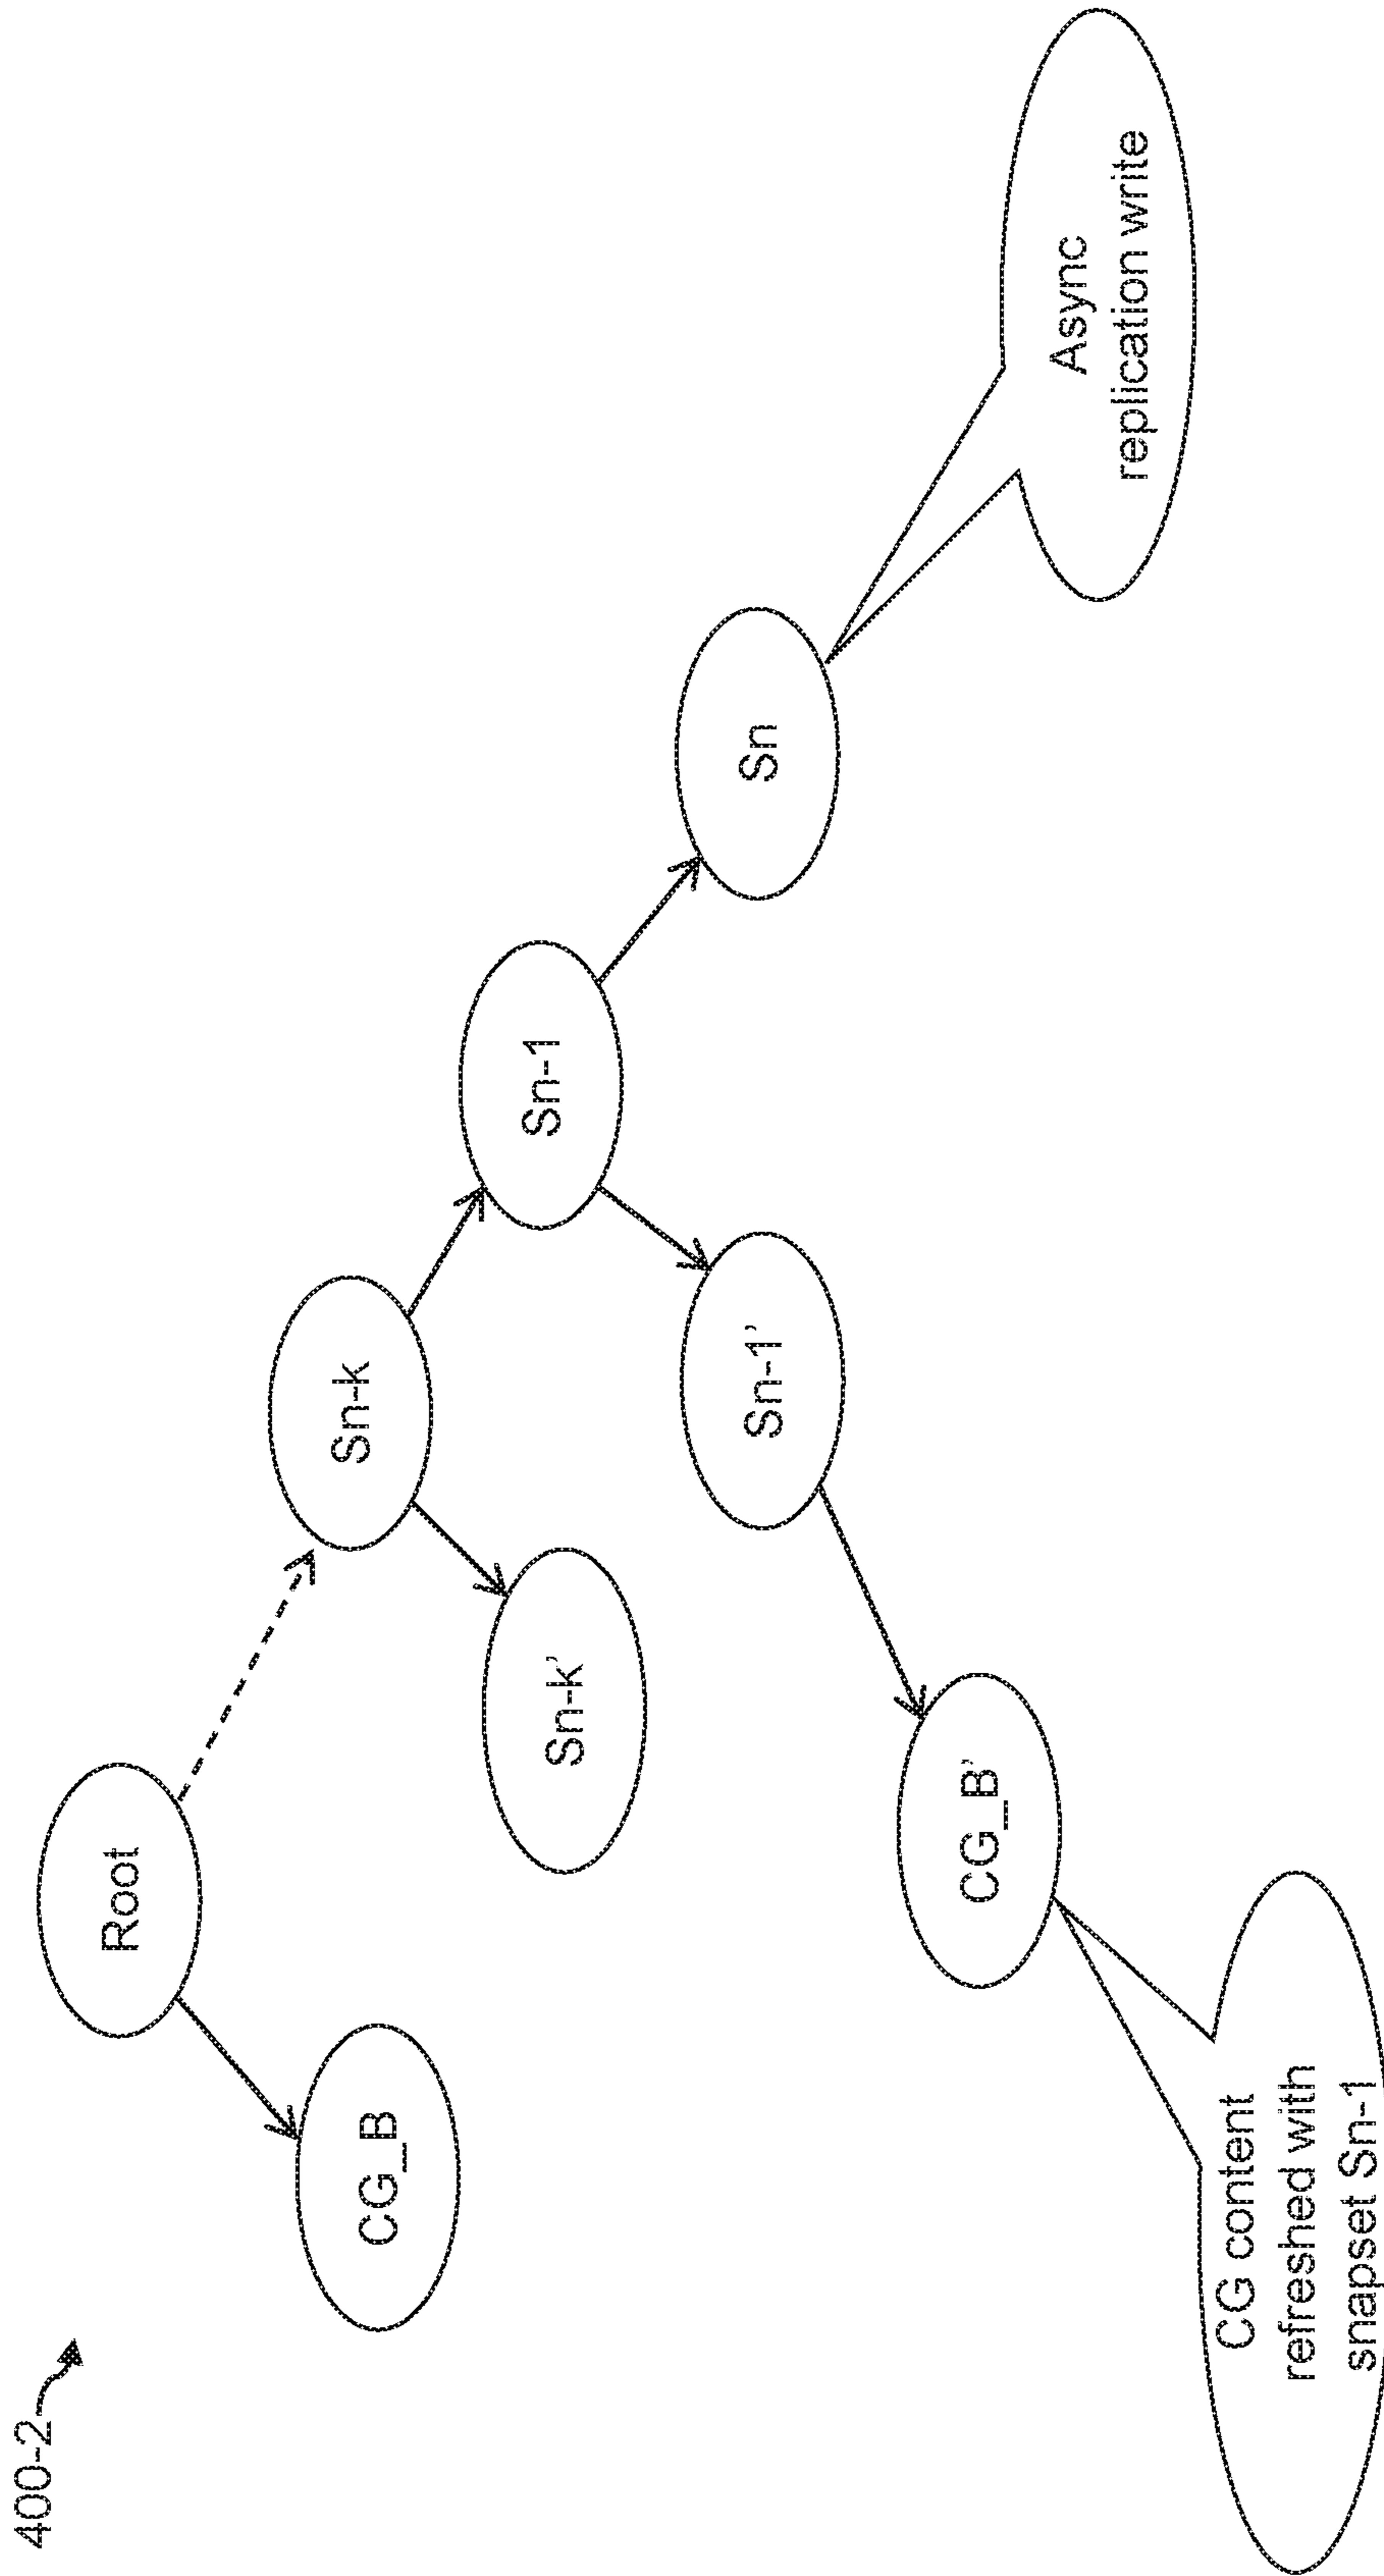 400-2
Root
CG_B
Sn-k
Sn-k’
Sn-1
Sn-1’
Sn
CG_B’
Async
replication write
CG content
refreshed with
snapset Sn-1